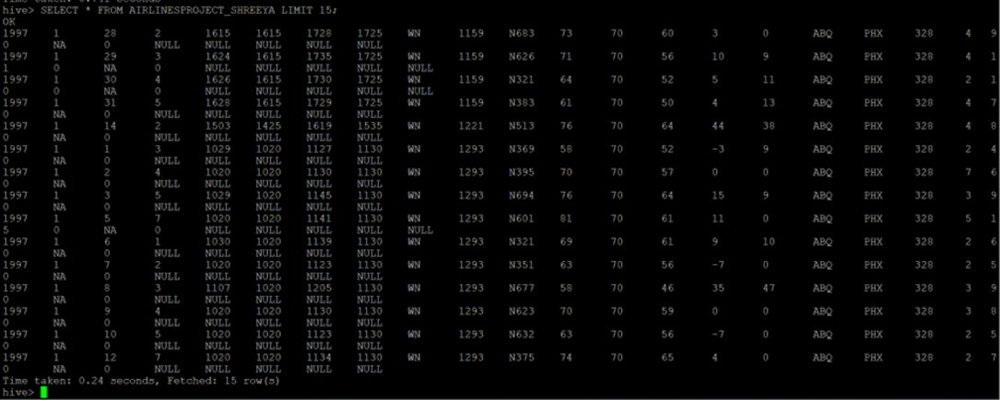 hive> SELECT * FROM AIRLINESPROJECT_SHREEYA LIMIT 15;
OK
1997 1 28 2 1615 1615 1728 1725 WN 1159 N683 73 70 60 3 0 ABQ PHX 328 4 9
0 NA 0 NULL NULL NULL NULL NULL
1997 1 29 3 1624 1615 1735 1725 WN 1159 N626 71 70 56 10 9 ABQ PHX 328 4 1
1 0 NA 0 NULL NULL NULL NULL NULL
1997 1 30 4 1626 1615 1730 1725 WN 1159 N321 64 70 52 5 11 ABQ PHX 328 2 1
0 0 NA 0 NULL NULL NULL NULL NULL
1997 1 31 5 1628 1615 1729 1725 WN 1159 N383 61 70 50 4 13 ABQ PHX 328 4 7
0 NA 0 NULL NULL NULL NULL NULL
1997 1 14 2 1503 1425 1619 1535 WN 1221 N513 76 70 64 44 38 ABQ PHX 328 4 8
0 NA 0 NULL NULL NULL NULL NULL
1997 1 1 3 1029 1020 1127 1130 WN 1293 N369 58 70 52 -3 9 ABQ PHX 328 2 4
0 NA 0 NULL NULL NULL NULL NULL
1997 1 2 4 1020 1020 1130 1130 WN 1293 N395 70 70 57 0 0 ABQ PHX 328 7 6
0 NA 0 NULL NULL NULL NULL NULL
1997 1 3 5 1029 1020 1145 1130 WN 1293 N694 76 70 64 15 9 ABQ PHX 328 3 9
0 NA 0 NULL NULL NULL NULL NULL
1997 1 5 7 1020 1020 1141 1130 WN 1293 N601 81 70 61 11 0 ABQ PHX 328 5 1
5 0 NA 0 NULL NULL NULL NULL NULL
1997 1 6 1 1030 1020 1139 1130 WN 1293 N321 69 70 61 9 10 ABQ PHX 328 2 6
0 NA 0 NULL NULL NULL NULL NULL
1997 1 7 2 1020 1020 1123 1130 WN 1293 N351 63 70 56 -7 0 ABQ PHX 328 2 5
0 NA 0 NULL NULL NULL NULL NULL
1997 1 8 3 1107 1020 1205 1130 WN 1293 N677 58 70 46 35 47 ABQ PHX 328 3 9
0 NA 0 NULL NULL NULL NULL NULL
1997 1 9 4 1020 1020 1130 1130 WN 1293 N623 70 70 59 0 0 ABQ PHX 328 3 8
0 NA 0 NULL NULL NULL NULL NULL
1997 1 10 5 1020 1020 1123 1130 WN 1293 N632 63 70 56 -7 0 ABQ PHX 328 2 5
0 NA 0 NULL NULL NULL NULL NULL
1997 1 12 7 1020 1020 1134 1130 WN 1293 N375 74 70 65 4 0 ABQ PHX 328 2 7
0 NA 0 NULL NULL NULL NULL NULL
Time taken: 0.24 seconds, Fetched: 15 row(s)
hive>